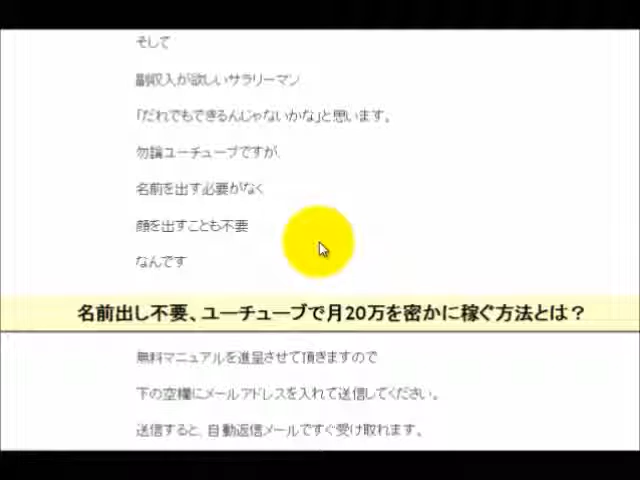 そして
副収入が欲しいサラリーマン
「だれでもできるんじゃないかな」と思います。
勿論ユーチューブですが、
名前を出す必要がなく
顔を出すことも不要
なんです
名前出し不要、ユーチューブで月20万を密かに稼ぐ方法とは？
無料マニュアルを進呈させて頂きますので
下の空欄にメールアドレスを入れて送信してください。
送信すると、自動返信メールですぐ受け取れます。